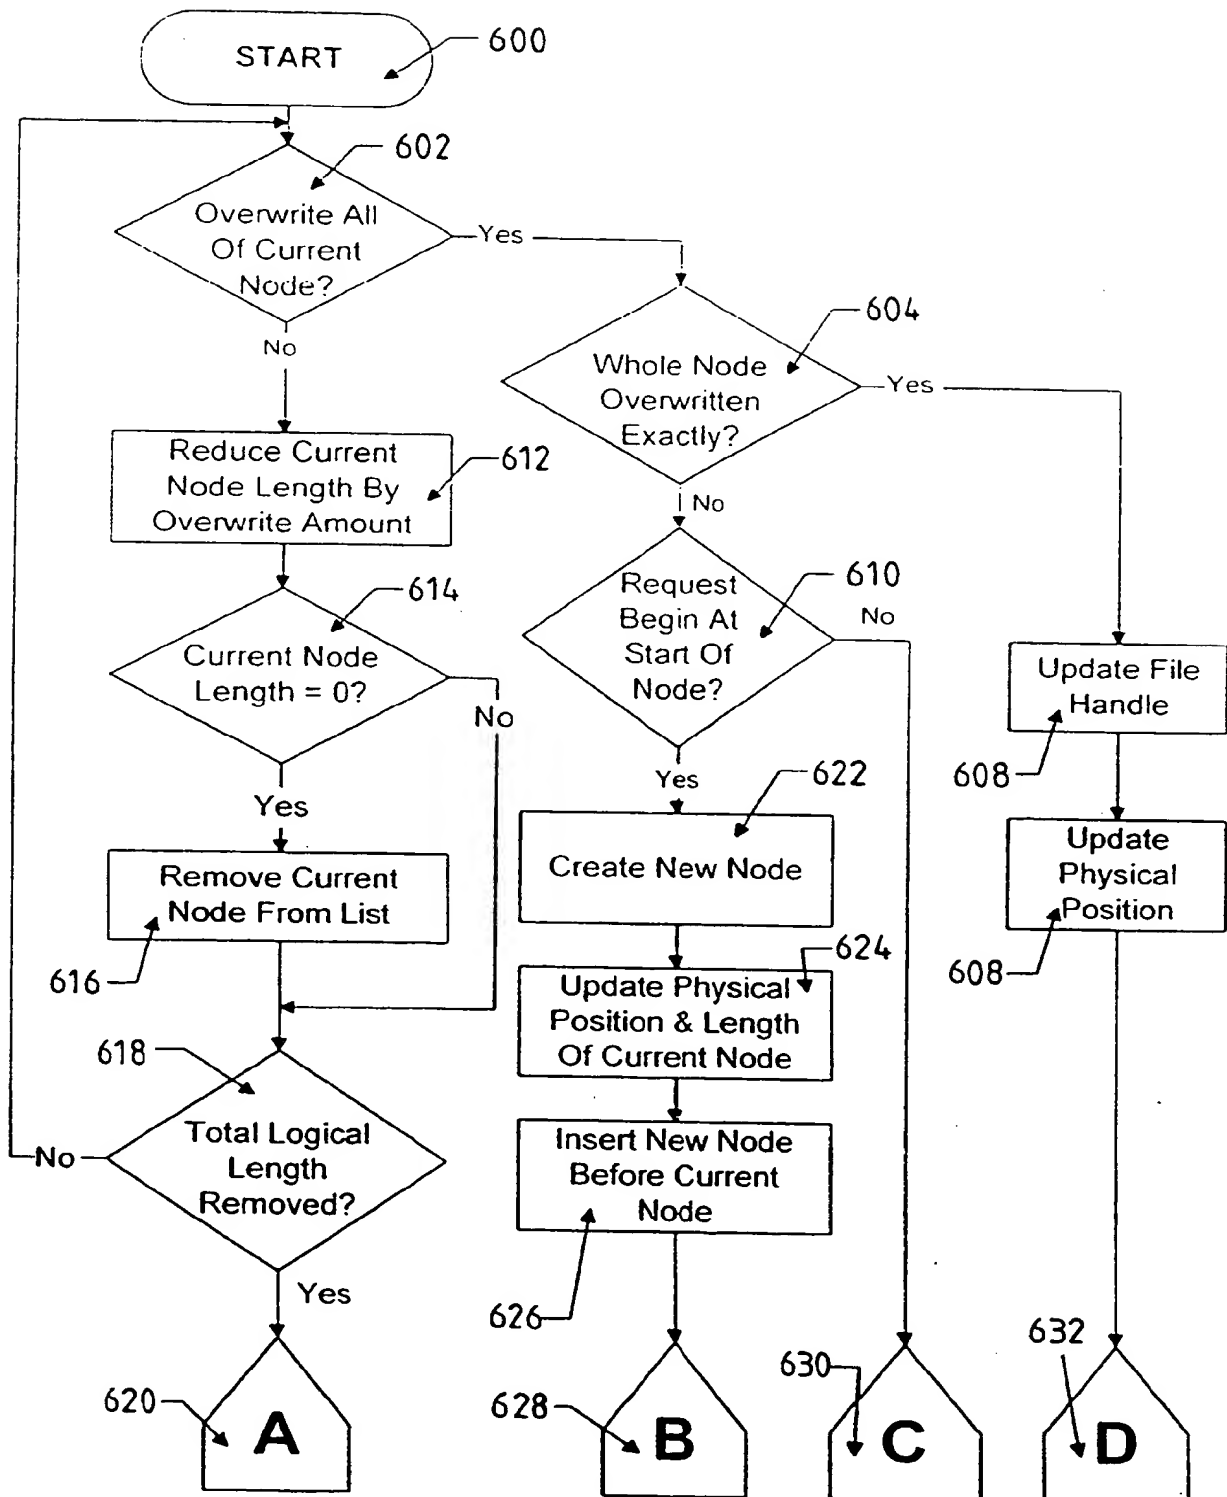 START
600
602
Overwrite All
Of Current
Node?
Yes
No
604
Whole Node
Overwritten
Exactly?
Yes
No
Reduce Current
Node Length By
Overwrite Amount
612
614
Current Node
Length = 0?
No
Yes
610
Request
Begin At
Start Of
Node?
No
Yes
Update File
Handle
608
622
Create New Node
Update
Physical
Position
608
Remove Current
Node From List
616
624
Update Physical
Position & Length
Of Current Node
618
Total Logical
Length
Removed?
No
Yes
Insert New Node
Before Current
Node
626
620
A
628
B
630
C
632
D